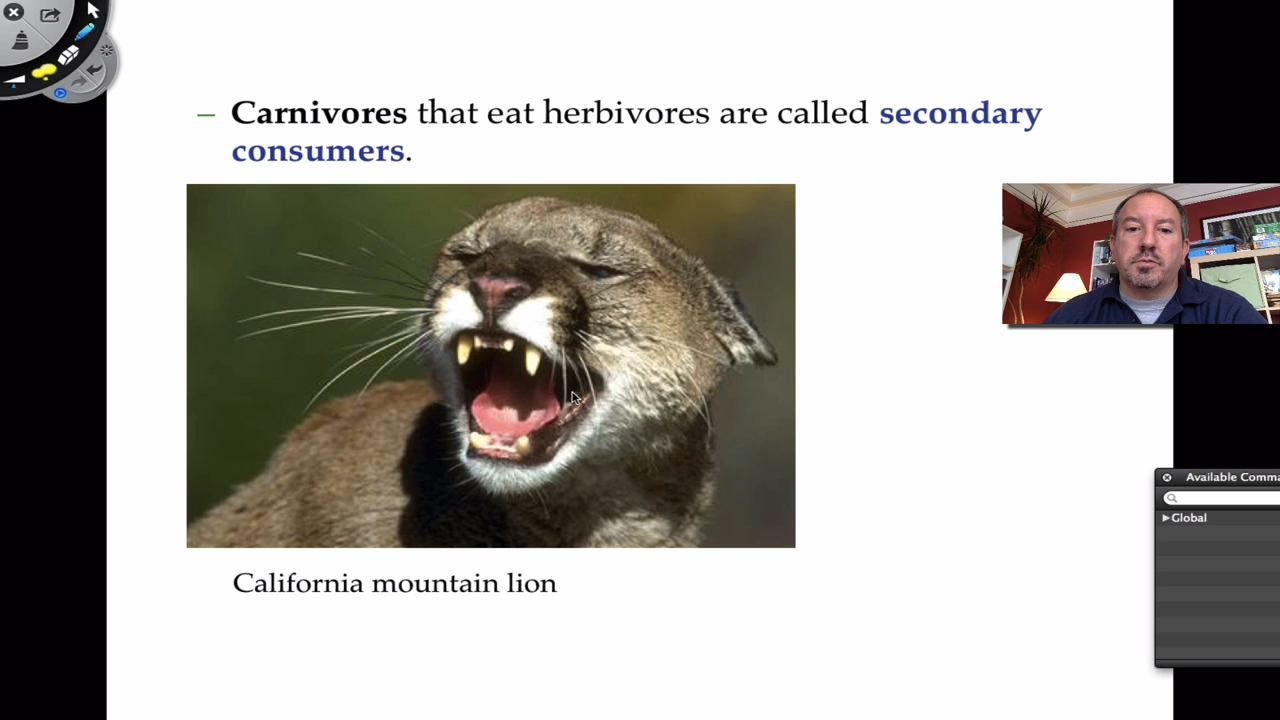 – Carnivores that eat herbivores are called secondary
consumers.
California mountain lion
Available Comma
▶Global